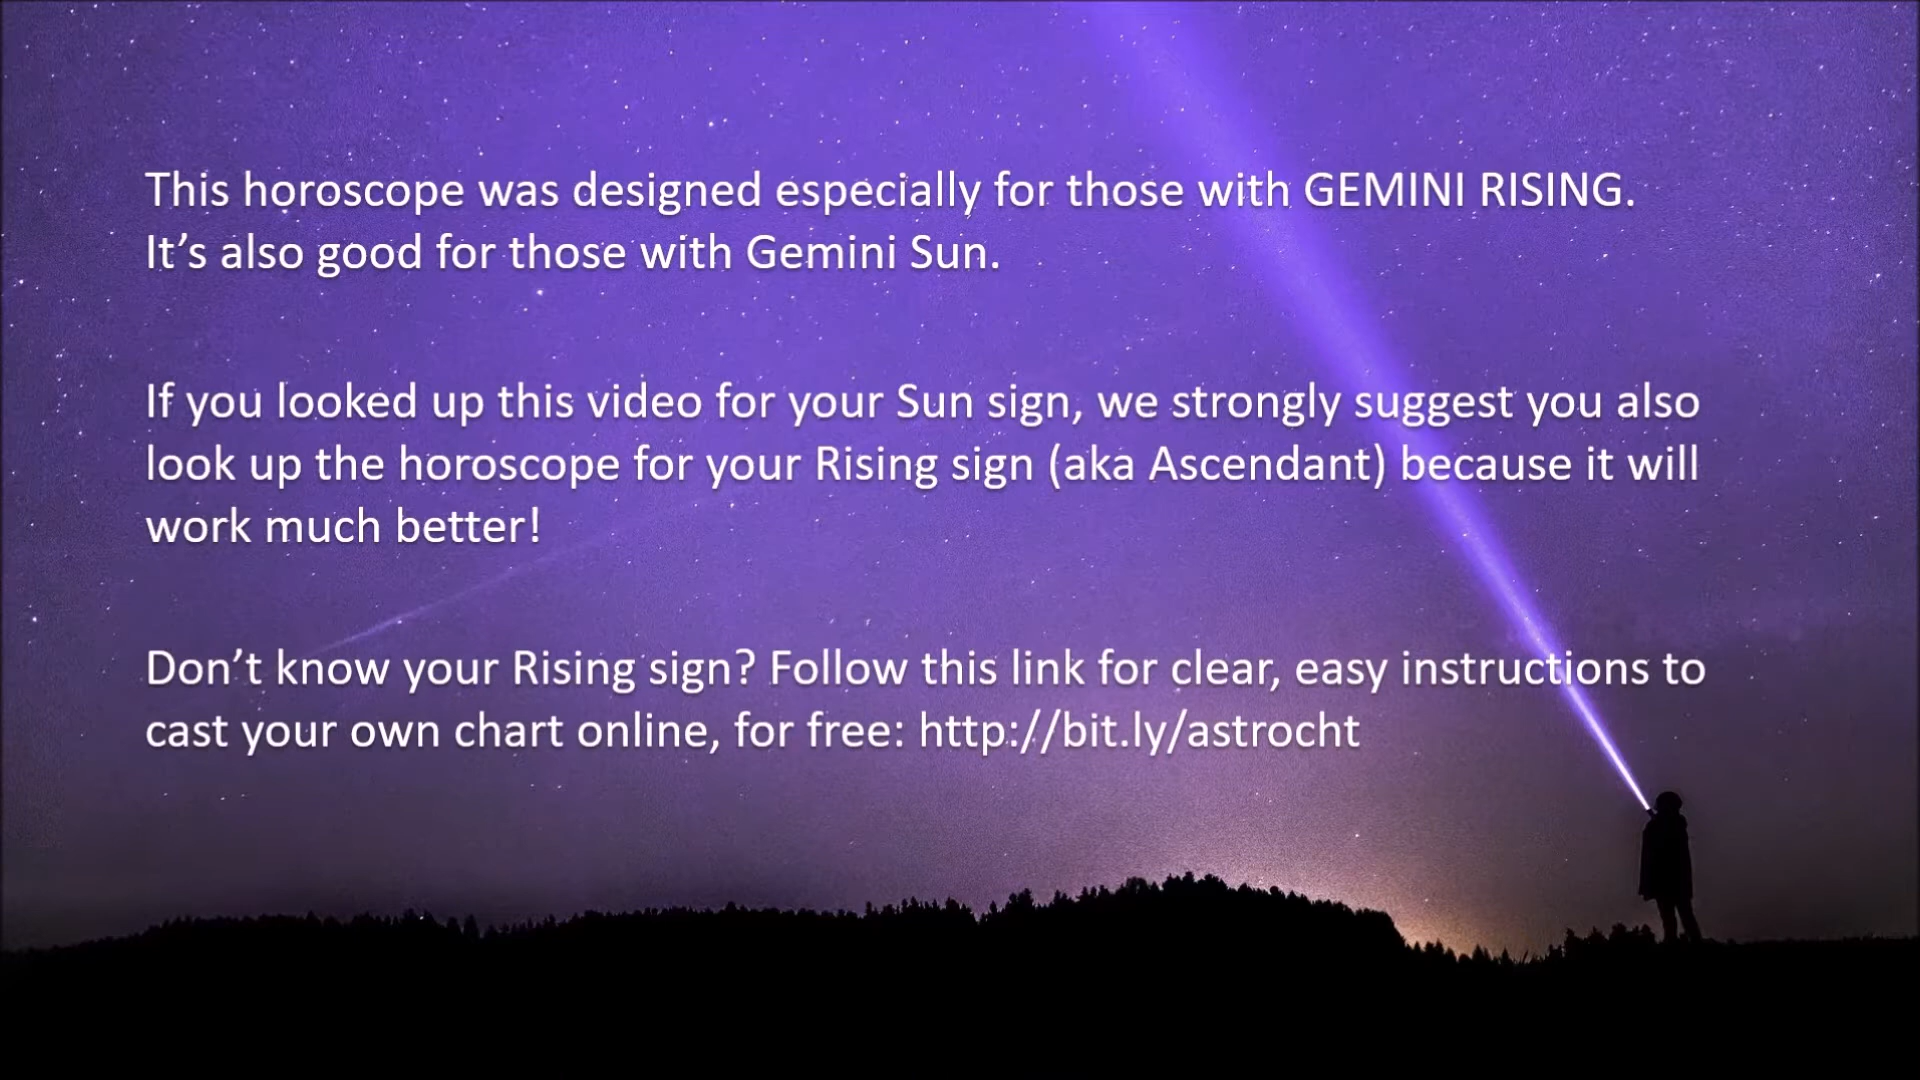 This horoscope was designed especially for those with GEMINI RISING.
It’s also good for those with Gemini Sun.
If you looked up this video for your Sun sign, we strongly suggest you also
look up the horoscope for your Rising sign (aka Ascendant) because it will
work much better!
Don’t know your Rising sign? Follow this link for clear, easy instructions to
cast your own chart online, for free: http://bit.ly/astrocht